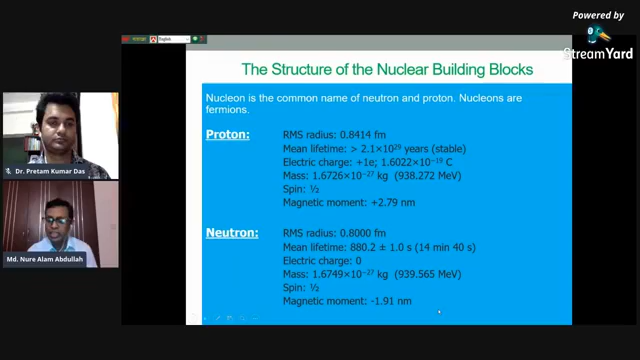 Powered by
StreamYard
English
The Structure of the Nuclear Building Blocks
Nucleon is the common name of neutron and proton. Nucleons are
fermions.
Proton:
RMS radius: 0.8414 fm
Mean lifetime: > 2.1×10²⁹ years (stable)
Electric charge: +1e; 1.6022×10⁻¹⁹ C
Mass: 1.6726×10⁻²⁷ kg (938.272 MeV)
Spin: ½
Magnetic moment: +2.79 nm
Neutron:
RMS radius: 0.8000 fm
Mean lifetime: 880.2 ± 1.0 s (14 min 40 s)
Electric charge: 0
Mass: 1.6749×10⁻²⁷ kg (939.565 MeV)
Spin: ½
Magnetic moment: -1.91 nm
Dr. Pretam Kumar Das
Md. Nure Alam Abdullah